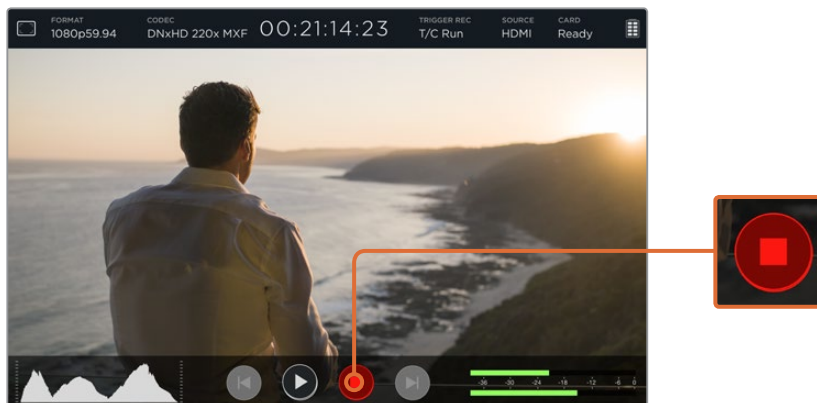 FORMAT
1080p59.94
CODEC
DNxHD 220x MXF
00:21:14:23
TRIGGER REC
T/C Run
SOURCE
HDMI
CARD
Ready
-36 -30 -24 -18 -12 -6 0